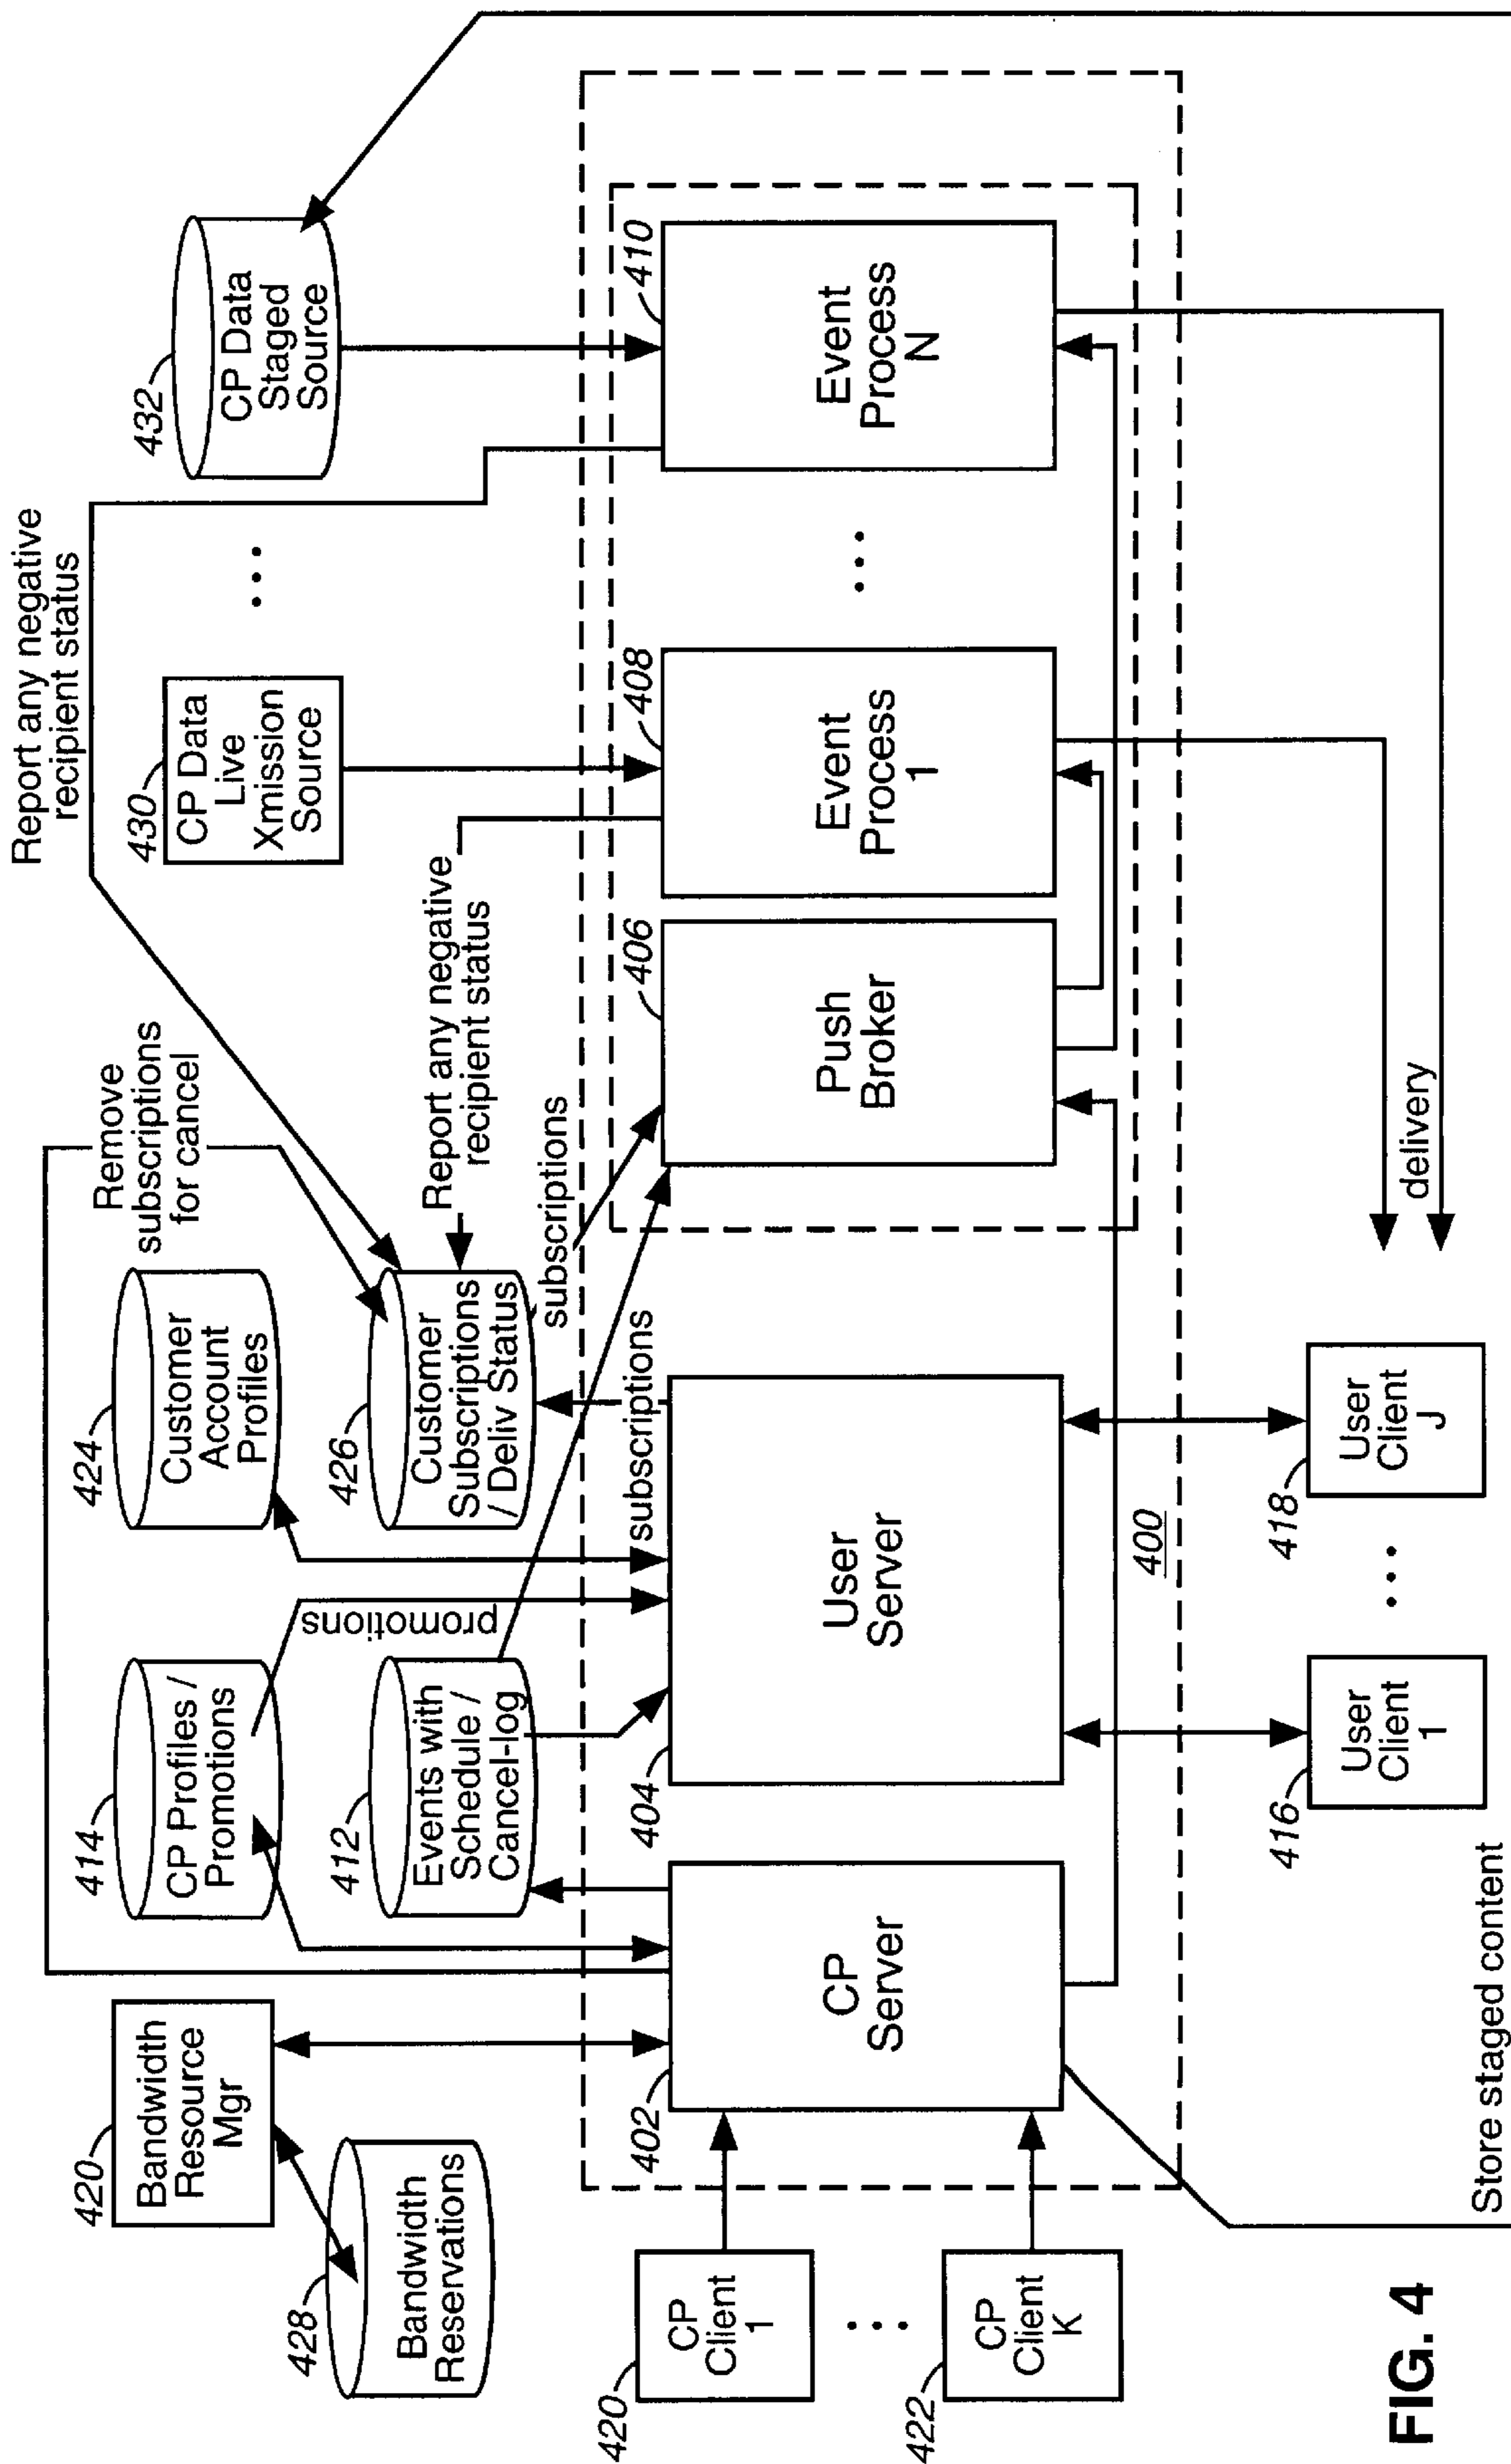 Report any negative
recipient status
Remove
subscriptions
for cancel
420
Bandwidth
Resource
Mgr
414
CP Profiles /
Promotions
424
Customer
Account
Profiles
430
CP Data
Live
Xmission
Source
...
432
CP Data
Staged
Source
428
Bandwidth
Reservations
412
Events with
Schedule /
Cancel-log
promotions
426
Customer
Subscriptions
/ Deliv Status
Report any negative
recipient status
subscriptions
subscriptions
420
CP
Client
1
...
422
CP
Client
K
402
CP
Server
404
User
Server
406
Push
Broker
408
Event
Process
1
...
410
Event
Process
N
400
416
User
Client
1
...
418
User
Client
J
delivery
Store staged content
FIG. 4